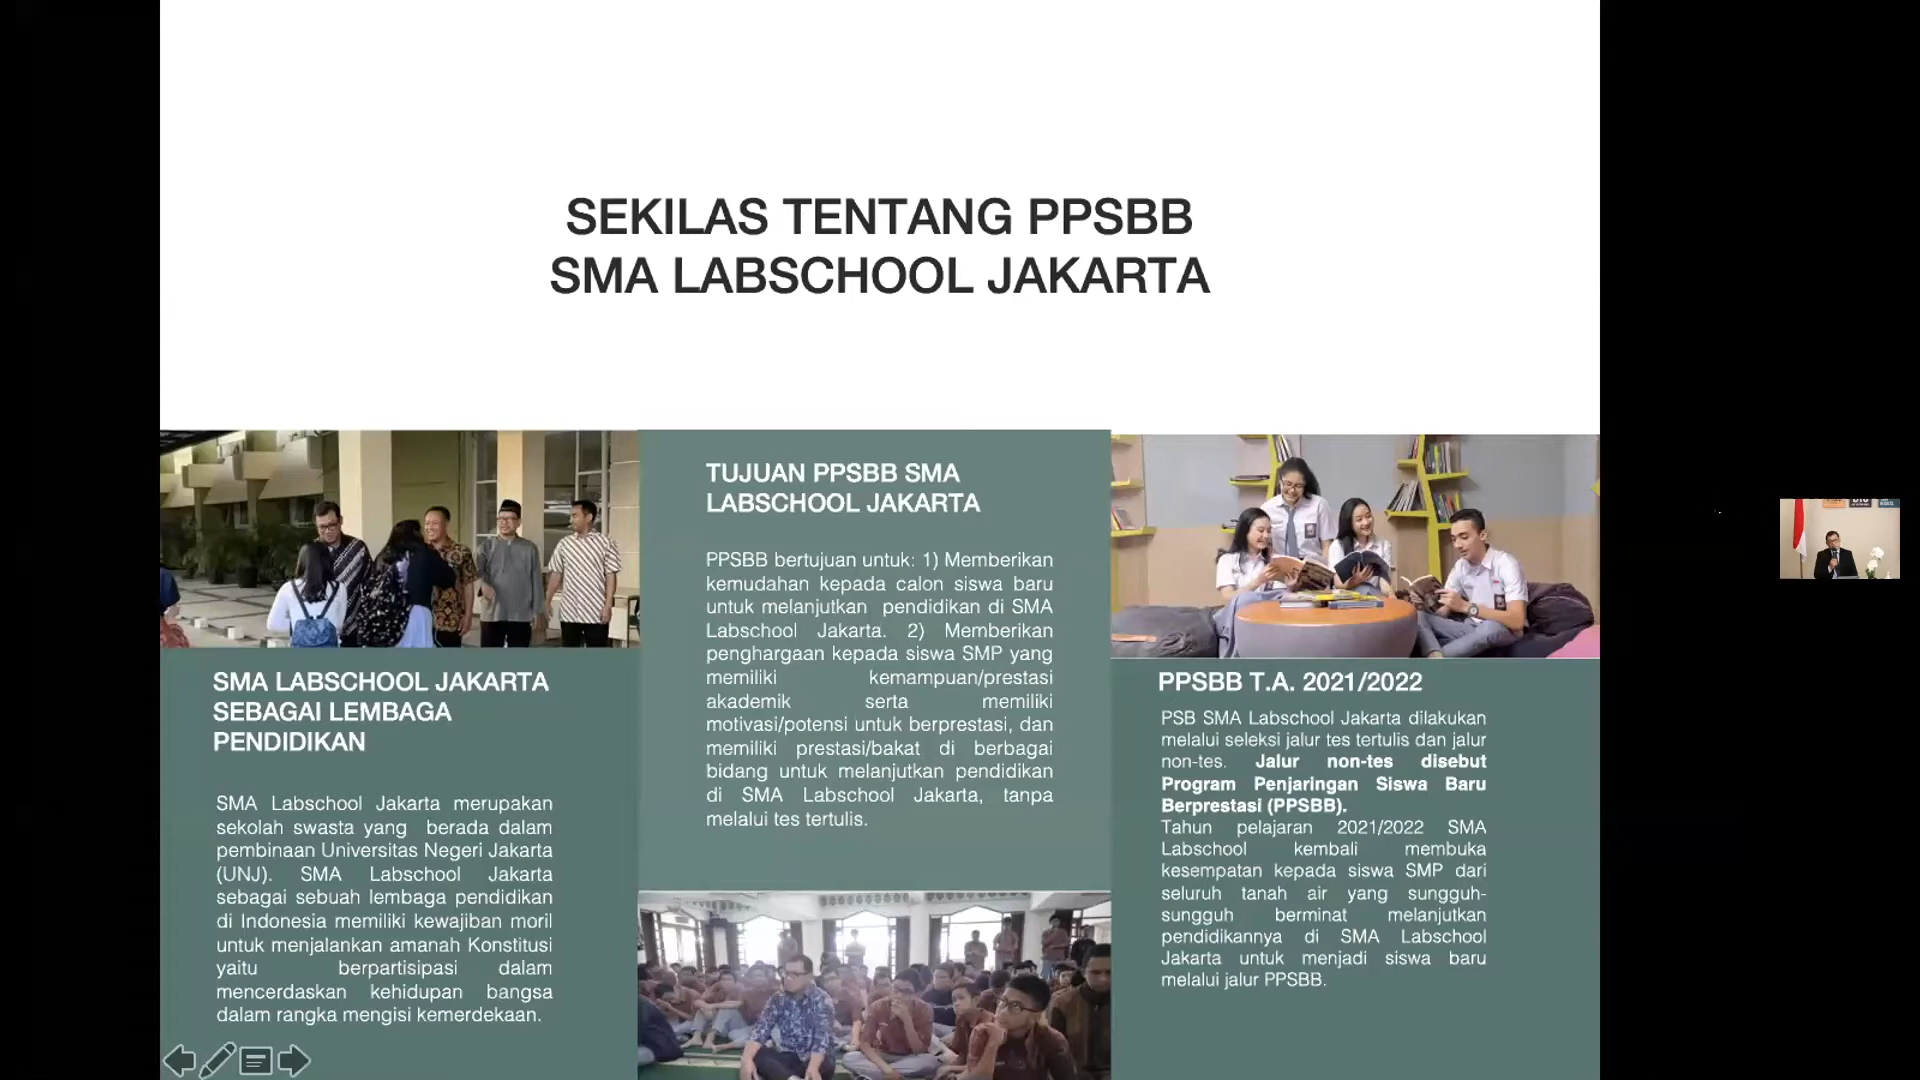 SEKILAS TENTANG PPSBB
SMA LABSCHOOL JAKARTA
SMA LABSCHOOL JAKARTA
SEBAGAI LEMBAGA
PENDIDIKAN
SMA Labschool Jakarta merupakan
sekolah swasta yang berada dalam
pembinaan Universitas Negeri Jakarta
(UNJ). SMA Labschool Jakarta
sebagai sebuah lembaga pendidikan
di Indonesia memiliki kewajiban moril
untuk menjalankan amanah Konstitusi
yaitu berpartisipasi dalam
mencerdaskan kehidupan bangsa
dalam rangka mengisi kemerdekaan.
TUJUAN PPSBB SMA
LABSCHOOL JAKARTA
PPSBB bertujuan untuk: 1) Memberikan
kemudahan kepada calon siswa baru
untuk melanjutkan pendidikan di SMA
Labschool Jakarta. 2) Memberikan
penghargaan kepada siswa SMP yang
memiliki kemampuan/prestasi
akademik serta memiliki
motivasi/potensi untuk berprestasi, dan
memiliki prestasi/bakat di berbagai
bidang untuk melanjutkan pendidikan
di SMA Labschool Jakarta, tanpa
melalui tes tertulis.
PPSBB T.A. 2021/2022
PSB SMA Labschool Jakarta dilakukan
melalui seleksi jalur tes tertulis dan jalur
non-tes. Jalur non-tes disebut
Program Penjaringan Siswa Baru
Berprestasi (PPSBB).
Tahun pelajaran 2021/2022 SMA
Labschool kembali membuka
kesempatan kepada siswa SMP dari
seluruh tanah air yang sungguh-
sungguh berminat melanjutkan
pendidikannya di SMA Labschool
Jakarta untuk menjadi siswa baru
melalui jalur PPSBB.